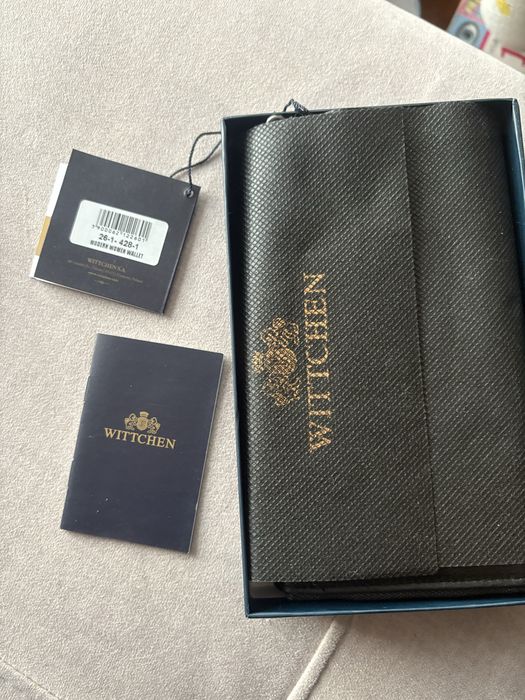 26-1- 428-1
MODERN WOMEN WALLET
WITTCHEN S.A.
WITTCHEN
WITTCHEN